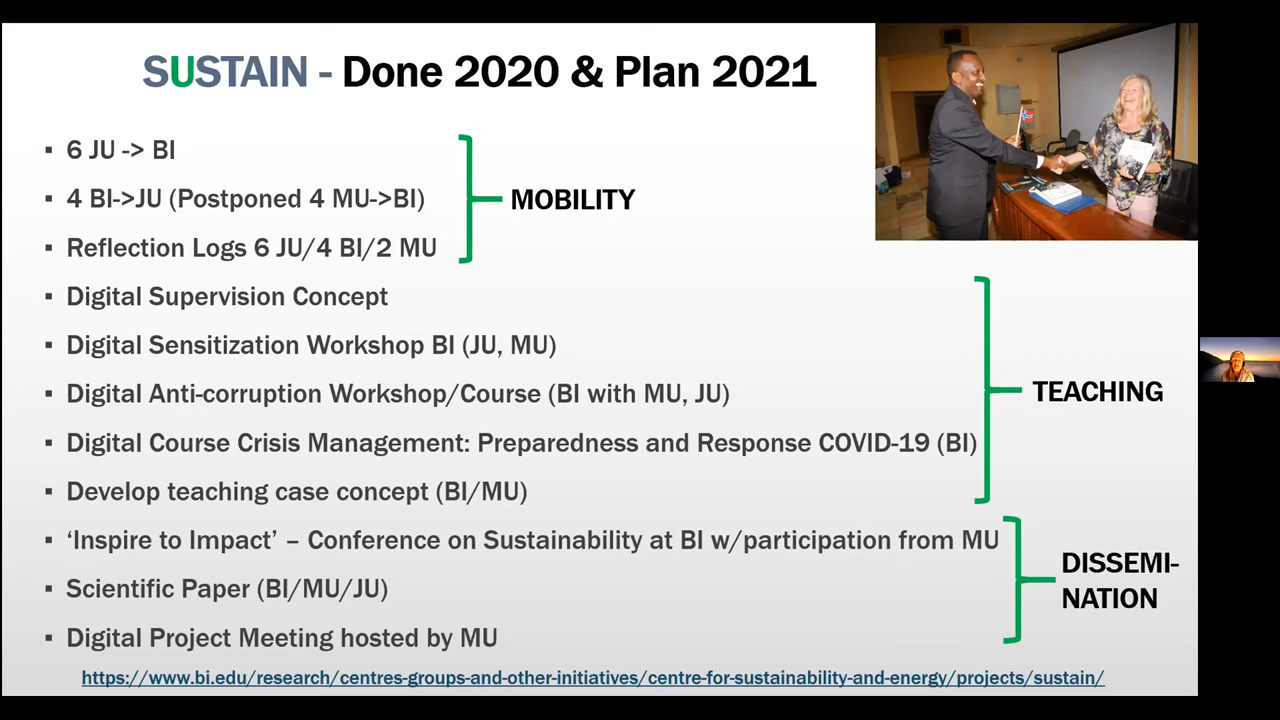 SUSTAIN - Done 2020 & Plan 2021
▪ 6 JU -> BI
▪ 4 BI->JU (Postponed 4 MU->BI)
▪ Reflection Logs 6 JU/4 BI/2 MU
MOBILITY
▪ Digital Supervision Concept
▪ Digital Sensitization Workshop BI (JU, MU)
▪ Digital Anti-corruption Workshop/Course (BI with MU, JU)
▪ Digital Course Crisis Management: Preparedness and Response COVID-19 (BI)
▪ Develop teaching case concept (BI/MU)
TEACHING
▪ ‘Inspire to Impact’ – Conference on Sustainability at BI w/participation from MU
▪ Scientific Paper (BI/MU/JU)
▪ Digital Project Meeting hosted by MU
DISSEMI-
NATION
https://www.bi.edu/research/centres-groups-and-other-initiatives/centre-for-sustainability-and-energy/projects/sustain/